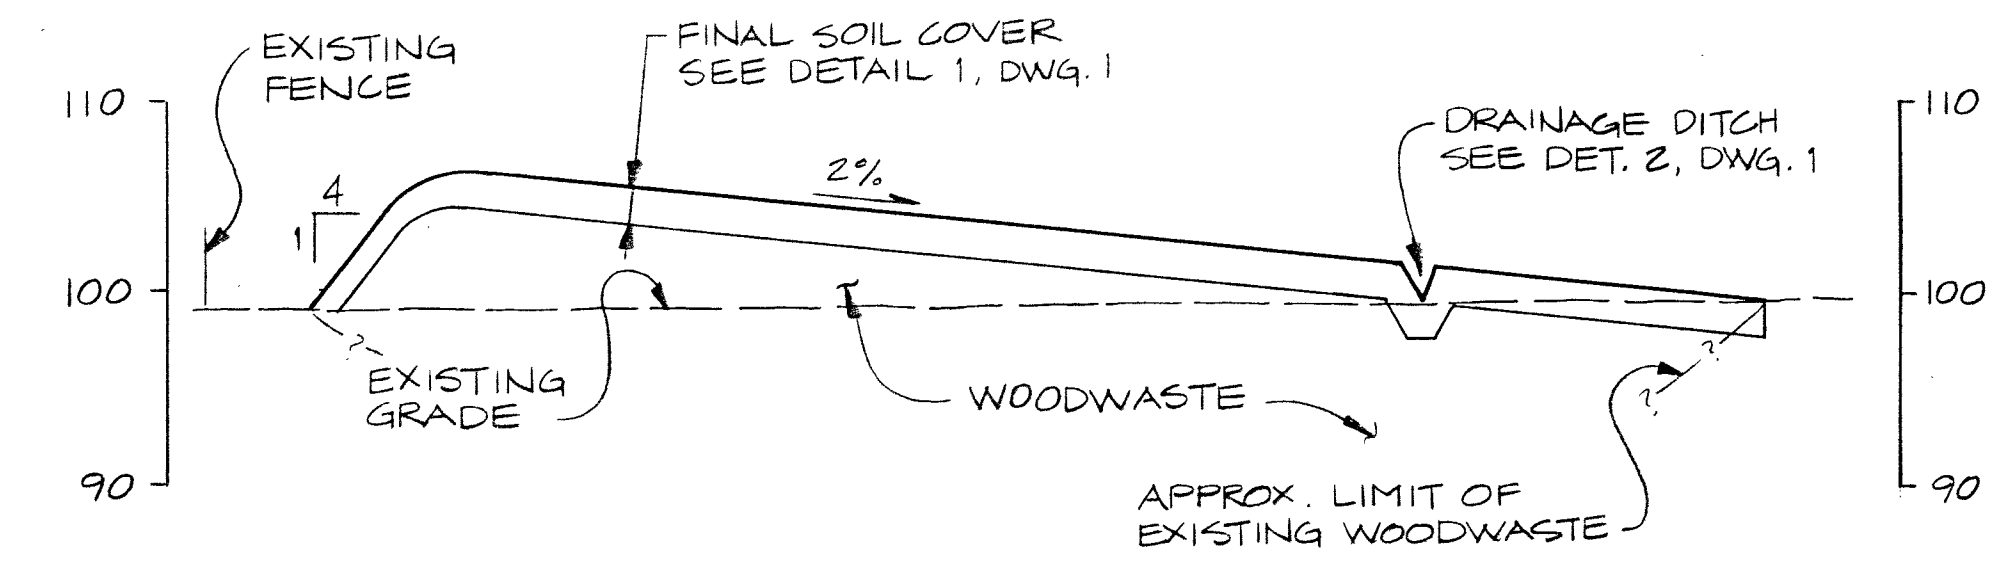 EXISTING
FENCE
FINAL SOIL COVER
SEE DETAIL 1, DWG. 1
110
110
DRAINAGE DITCH
SEE DET. 2, DWG. 1
2%
4
1
100
100
?
?
?
EXISTING
GRADE
WOODWASTE
90
90
APPROX. LIMIT OF
EXISTING WOODWASTE